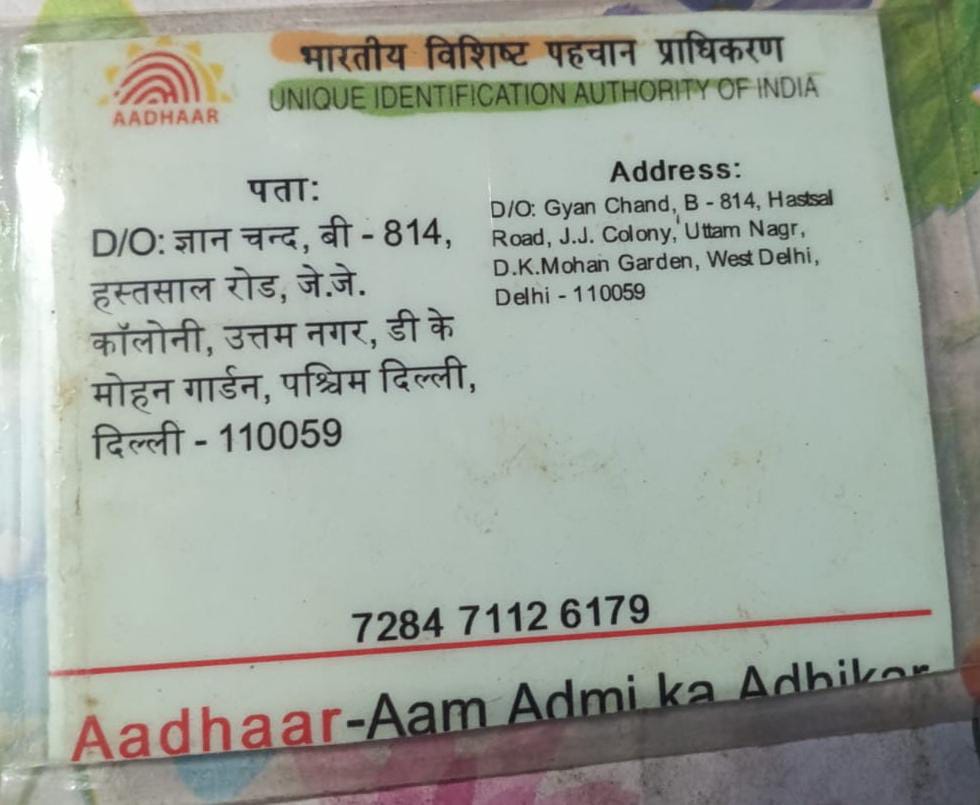 भारतीय विशिष्ट पहचान प्राधिकरण
UNIQUE IDENTIFICATION AUTHORITY OF INDIA
AADHAAR
पता:
D/O: ज्ञान चन्द, बी - 814,
हस्तसाल रोड, जे.जे.
कॉलोनी, उत्तम नगर, डी के
मोहन गार्डन, पश्चिम दिल्ली,
दिल्ली - 110059
Address:
D/O: Gyan Chand, B - 814, Hastsal
Road, J.J. Colony, Uttam Nagr,
D.K.Mohan Garden, West Delhi,
Delhi - 110059
7284 7112 6179
Aadhaar-Aam Admi ka Adhikar